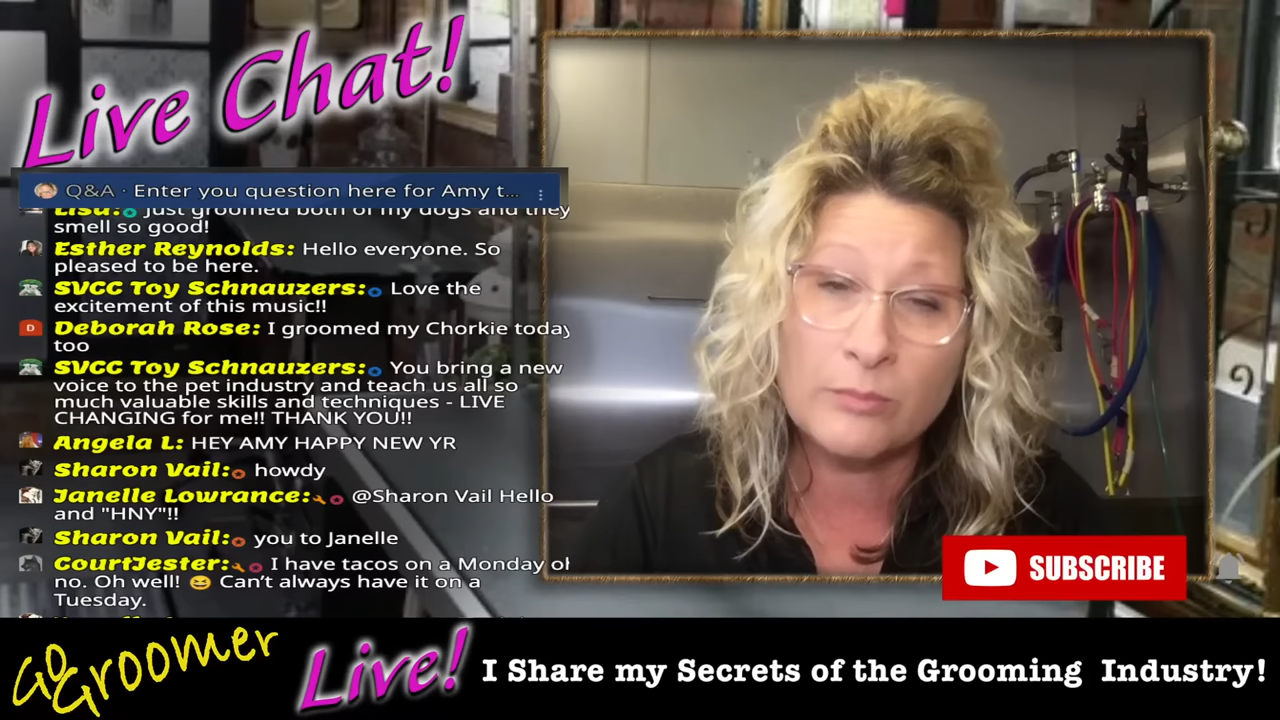 Live Chat!
Q&A · Enter you question here for Amy t...
Lisa: Just groomed both of my dogs and they
smell so good!
Esther Reynolds: Hello everyone. So
pleased to be here.
SVCC Toy Schnauzers: Love the
excitement of this music!!
D
Deborah Rose: I groomed my Chorkie today
too
SVCC Toy Schnauzers: You bring a new
voice to the pet industry and teach us all so
much valuable skills and techniques - LIVE
CHANGING for me!! THANK YOU!!
Angela L: HEY AMY HAPPY NEW YR
Sharon Vail: howdy
Janelle Lowrance: @Sharon Vail Hello
and "HNY"!!
Sharon Vail: you to Janelle
CourtJester: I have tacos on a Monday oh
no. Oh well! 😆 Can't always have it on a
Tuesday.
SUBSCRIBE
Go Groomer Live! I Share my Secrets of the Grooming Industry!